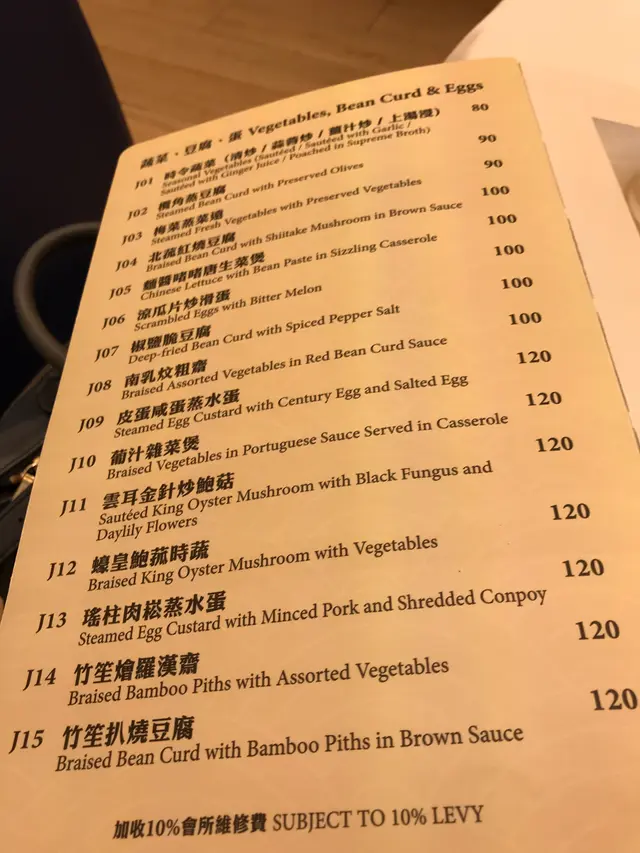 蔬菜、豆腐、蛋 Vegetables, Bean Curd & Eggs
J01 時令蔬菜（清炒 / 蒜蓉炒 / 薑汁炒 / 上湯浸） 80
Seasonal Vegetables (Sautéed / Sautéed with Garlic /
Sautéed with Ginger Juice / Poached in Supreme Broth)
J02 欖角蒸豆腐 90
Steamed Bean Curd with Preserved Olives
J03 梅菜蒸菜遠 90
Steamed Fresh Vegetables with Preserved Vegetables
J04 北菰紅燒豆腐 100
Braised Bean Curd with Shiitake Mushroom in Brown Sauce
J05 麵醬啫啫唐生菜煲 100
Chinese Lettuce with Bean Paste in Sizzling Casserole
J06 涼瓜片炒滑蛋 100
Scrambled Eggs with Bitter Melon
J07 椒鹽脆豆腐 100
Deep-fried Bean Curd with Spiced Pepper Salt
J08 南乳炆粗齋 100
Braised Assorted Vegetables in Red Bean Curd Sauce
J09 皮蛋咸蛋蒸水蛋 120
Steamed Egg Custard with Century Egg and Salted Egg
J10 葡汁雜菜煲 120
Braised Vegetables in Portuguese Sauce Served in Casserole
J11 雲耳金針炒鮑菇 120
Sautéed King Oyster Mushroom with Black Fungus and
Daylily Flowers
J12 蠔皇鮑菰時蔬 120
Braised King Oyster Mushroom with Vegetables
J13 瑤柱肉崧蒸水蛋 120
Steamed Egg Custard with Minced Pork and Shredded Conpoy
J14 竹笙燴羅漢齋 120
Braised Bamboo Piths with Assorted Vegetables
J15 竹笙扒燒豆腐 120
Braised Bean Curd with Bamboo Piths in Brown Sauce
加收10%會所維修費 SUBJECT TO 10% LEVY